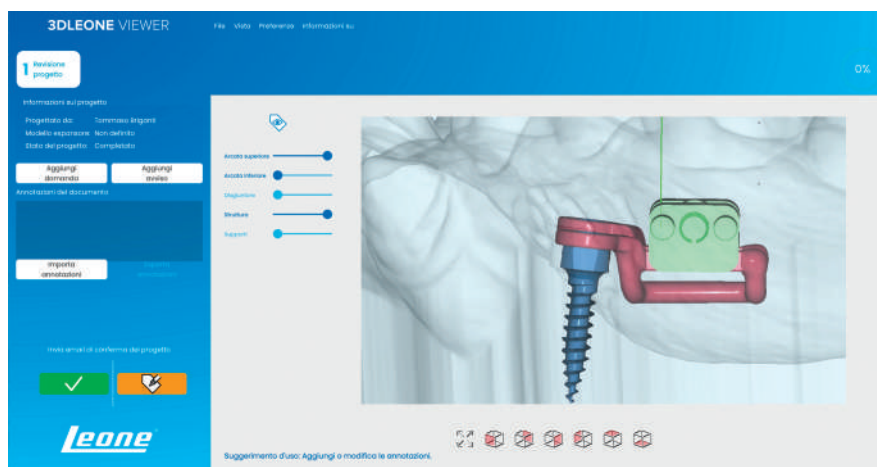 3DLEONE VIEWER
File Vista Preferenze Informazioni su
1 Revisione
progetto
0%
Informazioni sul progetto
Progettato da: Tommaso Briganti
Modello espansore: Non definito
Stato del progetto: Completato
Aggiungi
domanda
Aggiungi
avviso
Annotazioni del documento
Importa
annotazioni
Esporta
annotazioni
Invia email di conferma del progetto
Leone
Arcata superiore
Arcata inferiore
Struttura
Supporti
Suggerimento d'uso: Aggiungi o modifica le annotazioni.